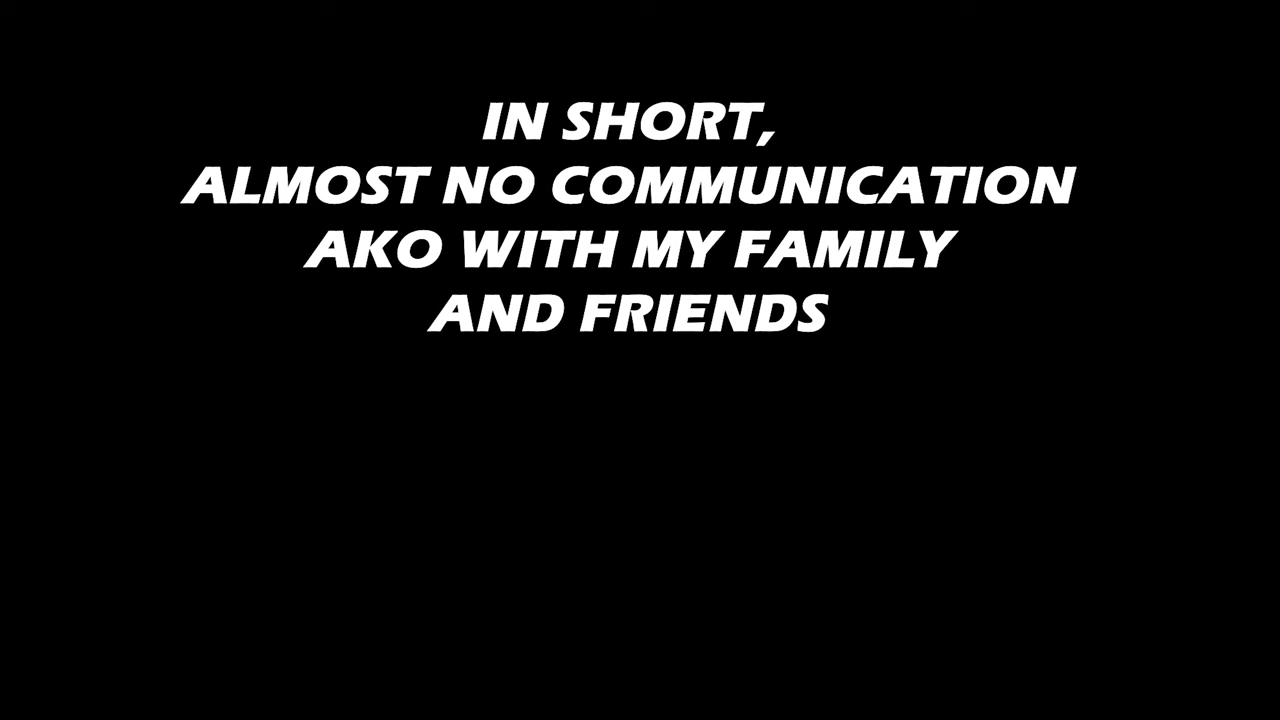 IN SHORT,
ALMOST NO COMMUNICATION
AKO WITH MY FAMILY
AND FRIENDS